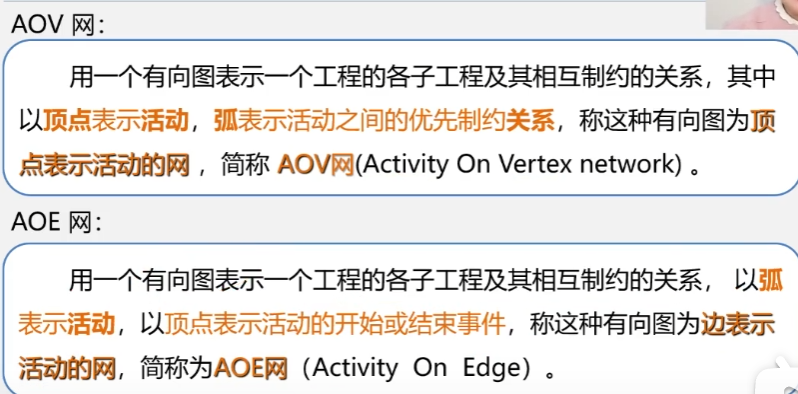 AOV 网：
用一个有向图表示一个工程的各子工程及其相互制约的关系，其中
以顶点表示活动，弧表示活动之间的优先制约关系，称这种有向图为顶
点表示活动的网 ，简称 AOV网(Activity On Vertex network) 。
AOE 网：
用一个有向图表示一个工程的各子工程及其相互制约的关系， 以弧
表示活动，以顶点表示活动的开始或结束事件，称这种有向图为边表示
活动的网，简称为AOE网（Activity On Edge）。